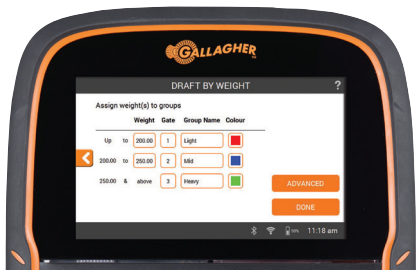 GALLAGHER
DRAFT BY WEIGHT ?
Assign weight(s) to groups
Weight Gate Group Name Colour
Up to 200.00 1 Light
200.00 to 250.00 2 Mid
250.00 & above 3 Heavy
ADVANCED
DONE
11:18 am